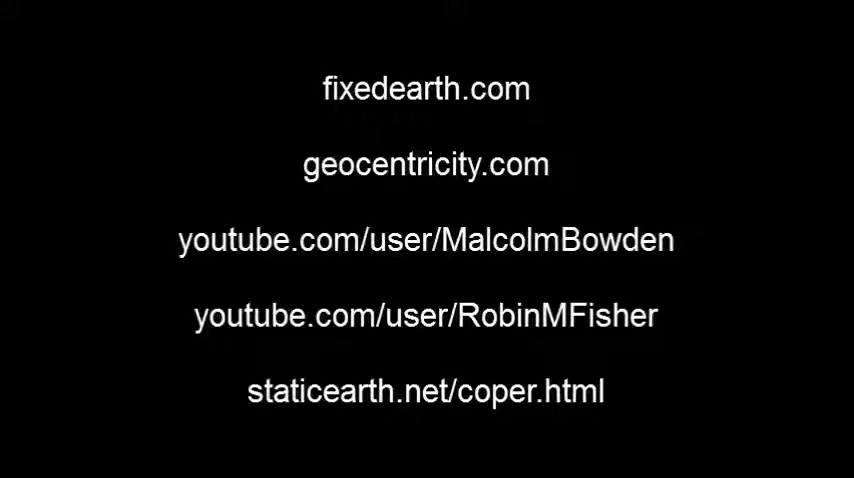 fixedearth.com
geocentricity.com
youtube.com/user/MalcolmBowden
youtube.com/user/RobinMFisher
staticearth.net/coper.html